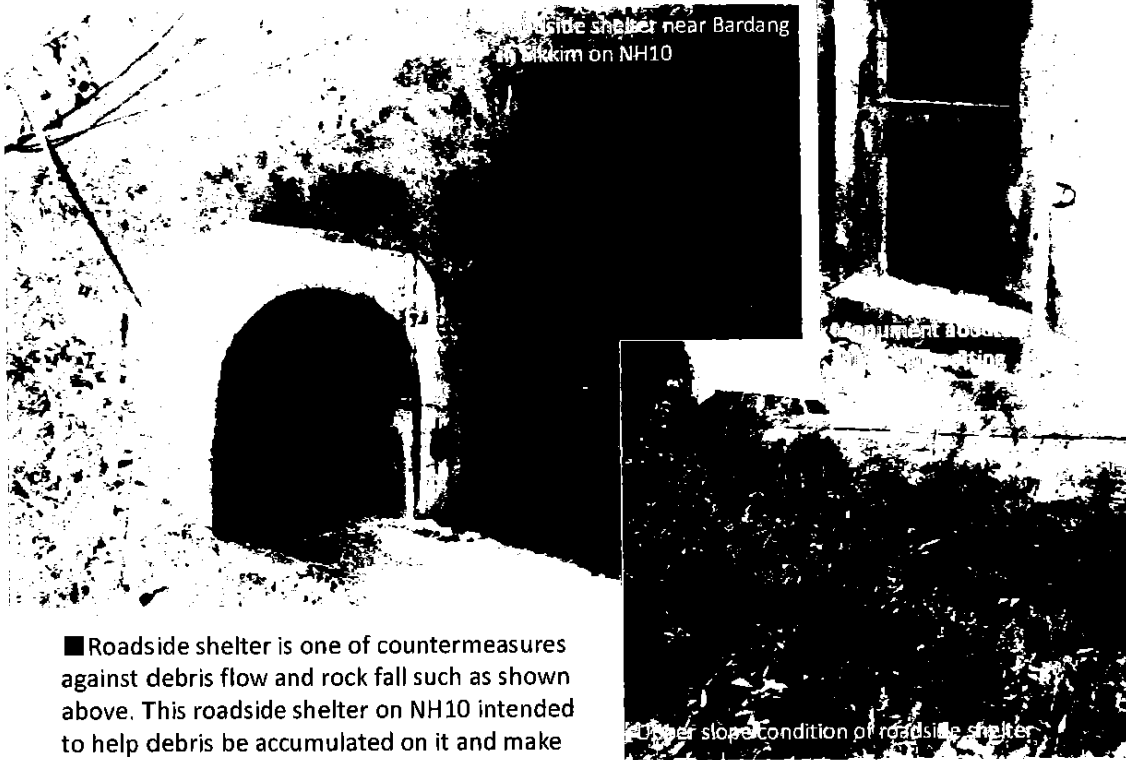 shelter near Bardang
Sikkim on NH10
Monument about
■Roadside shelter is one of countermeasures
against debris flow and rock fall such as shown
above. This roadside shelter on NH10 intended
to help debris be accumulated on it and make
Upper slope condition of roadside shelter